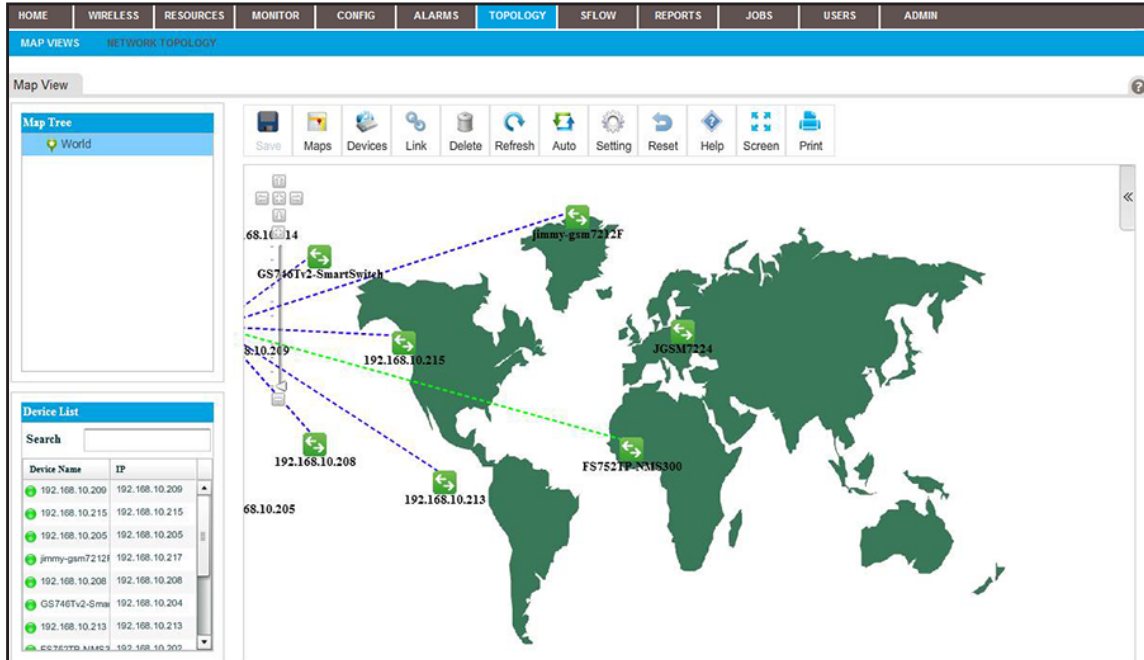 HOME WIRELESS RESOURCES MONITOR CONFIG ALARMS TOPOLOGY SFLOW REPORTS JOBS USERS ADMIN
MAP VIEWS NETWORK TOPOLOGY
Map View
Map Tree
World
Save Maps Devices Link Delete Refresh Auto Setting Reset Help Screen Print
jimmy-gsm7212F
GS746Tv2-SmartSwitch
JGSM7224
192.168.10.215
192.168.10.208
FS752TP-NMS300
192.168.10.213
68.10.205
Device List
Search
Device Name IP
192.168.10.209 192.168.10.209
192.168.10.215 192.168.10.215
192.168.10.205 192.168.10.205
jimmy-gsm7212F 192.168.10.217
192.168.10.208 192.168.10.208
GS746Tv2-Smar 192.168.10.204
192.168.10.213 192.168.10.213
FS752TP-NMS3 192.168.10.202